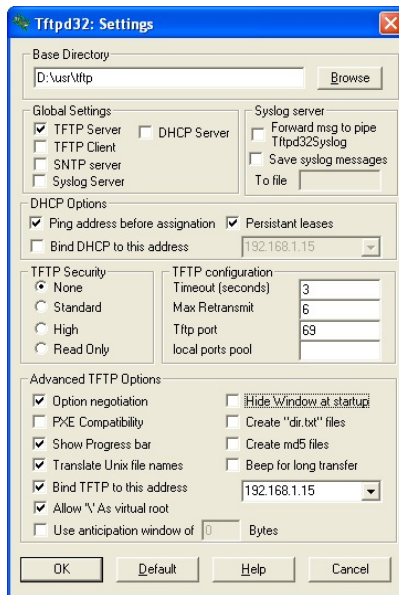 Tftpd32: Settings
Base Directory
D:\usr\tftp
Browse
Global Settings
TFTP Server
DHCP Server
TFTP Client
SNTP server
Syslog Server
Syslog server
Forward msg to pipe
Tftpd32Syslog
Save syslog messages
To file
DHCP Options
Ping address before assignation
Persistant leases
Bind DHCP to this address
192.168.1.15
TFTP Security
None
Standard
High
Read Only
TFTP configuration
Timeout (seconds)
3
Max Retransmit
6
Tftp port
69
local ports pool
Advanced TFTP Options
Option negotiation
Hide Window at startup
PXE Compatibility
Create "dir.txt" files
Show Progress bar
Create md5 files
Translate Unix file names
Beep for long transfer
Bind TFTP to this address
192.168.1.15
Allow '\' As virtual root
Use anticipation window of
0
Bytes
OK
Default
Help
Cancel